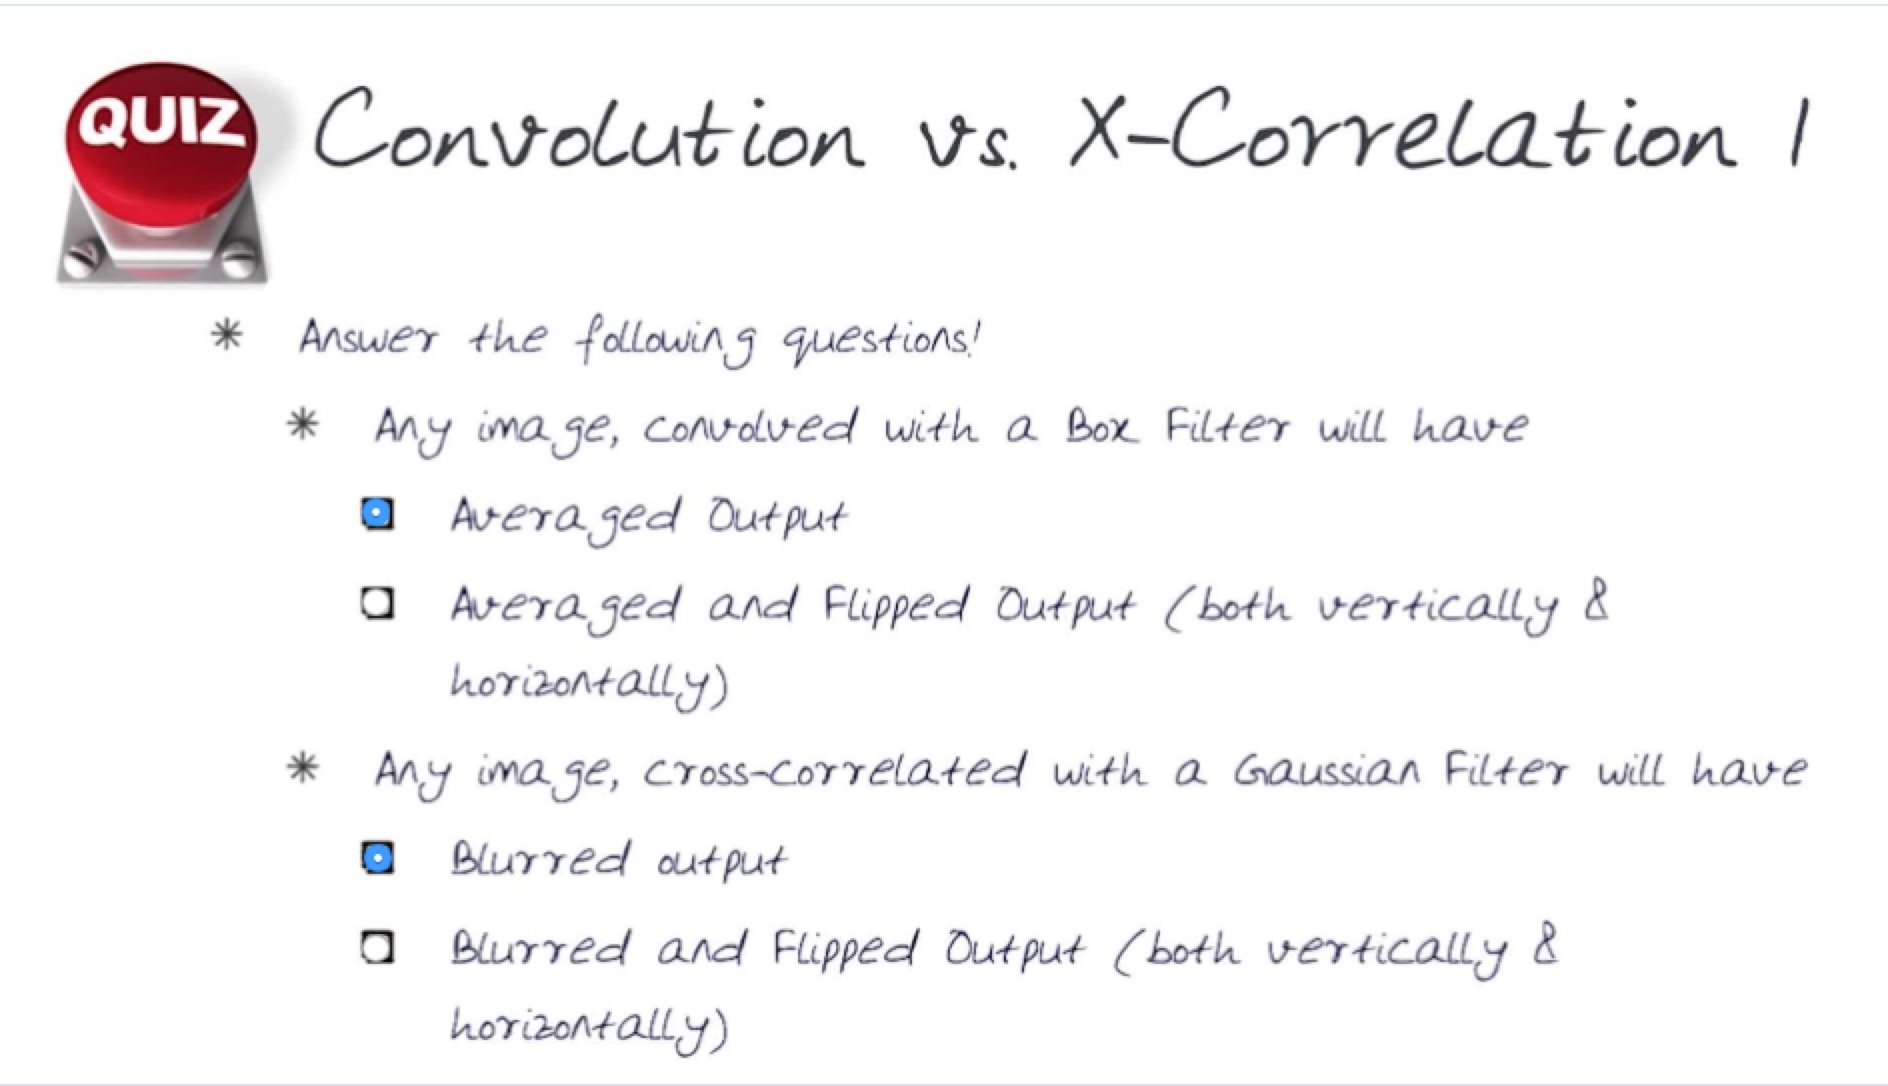 QUIZ
Convolution vs. X-Correlation 1
* Answer the following questions!
* Any image, convolved with a Box Filter will have
Averaged Output
Averaged and Flipped Output (both vertically &
horizontally)
* Any image, cross-correlated with a Gaussian Filter will have
Blurred output
Blurred and Flipped Output (both vertically &
horizontally)